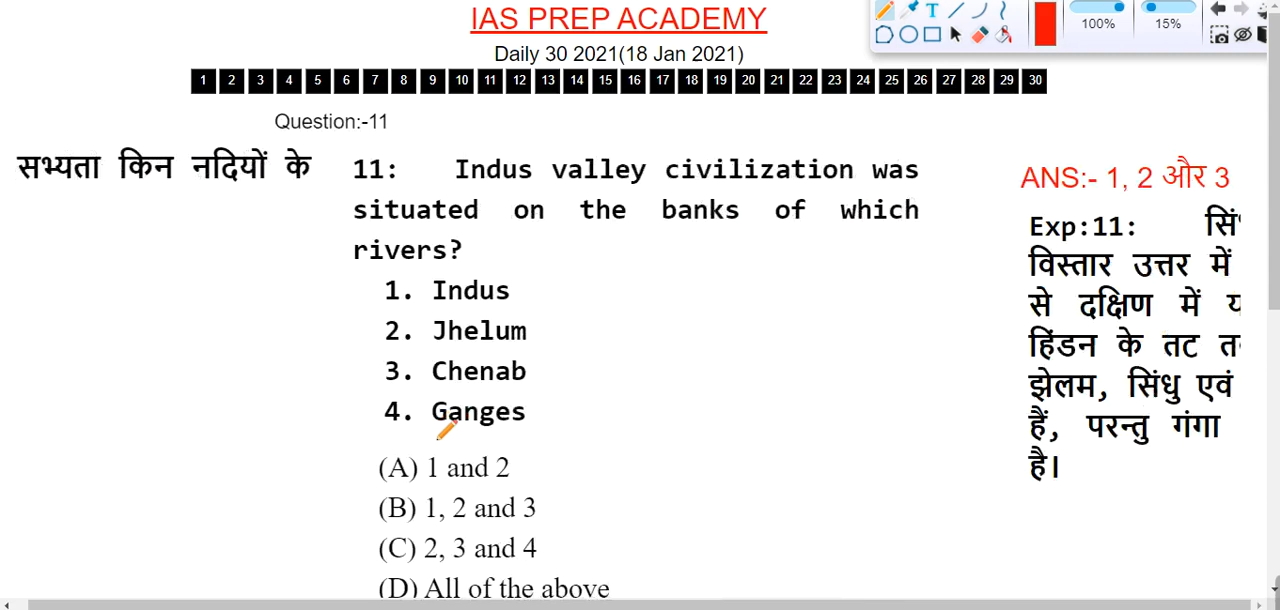 IAS PREP ACADEMY
Daily 30 2021(18 Jan 2021)
1 2 3 4 5 6 7 8 9 10 11 12 13 14 15 16 17 18 19 20 21 22 23 24 25 26 27 28 29 30
T
100%
15%
Question:-11
सभ्यता किन नदियों के
11: Indus valley civilization was
situated on the banks of which
rivers?
1. Indus
2. Jhelum
3. Chenab
4. Ganges
(A) 1 and 2
(B) 1, 2 and 3
(C) 2, 3 and 4
(D) All of the above
ANS:- 1, 2 और 3
Exp:11:
विस्तार उत्तर में
से दक्षिण में
हिंडन के तट
झेलम, सिंधु एवं
हैं, परन्तु गंगा
है।